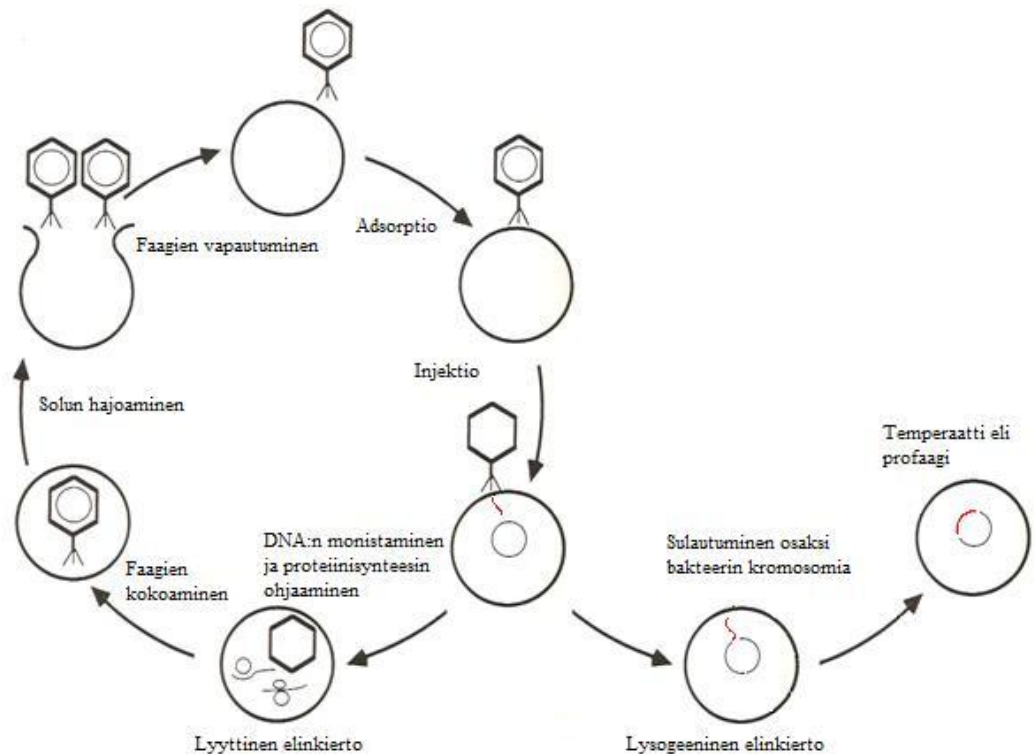 Adsorptio
Faagien vapautuminen
Injektio
Solun hajoaminen
Temperaatti eli
profaagi
DNA:n monistaminen
ja proteiinisynteesin
ohjaaminen
Sulautuminen osaksi
bakteerin kromosomia
Faagien
kokoaminen
Lyyttinen elinkierto
Lysogeeninen elinkierto